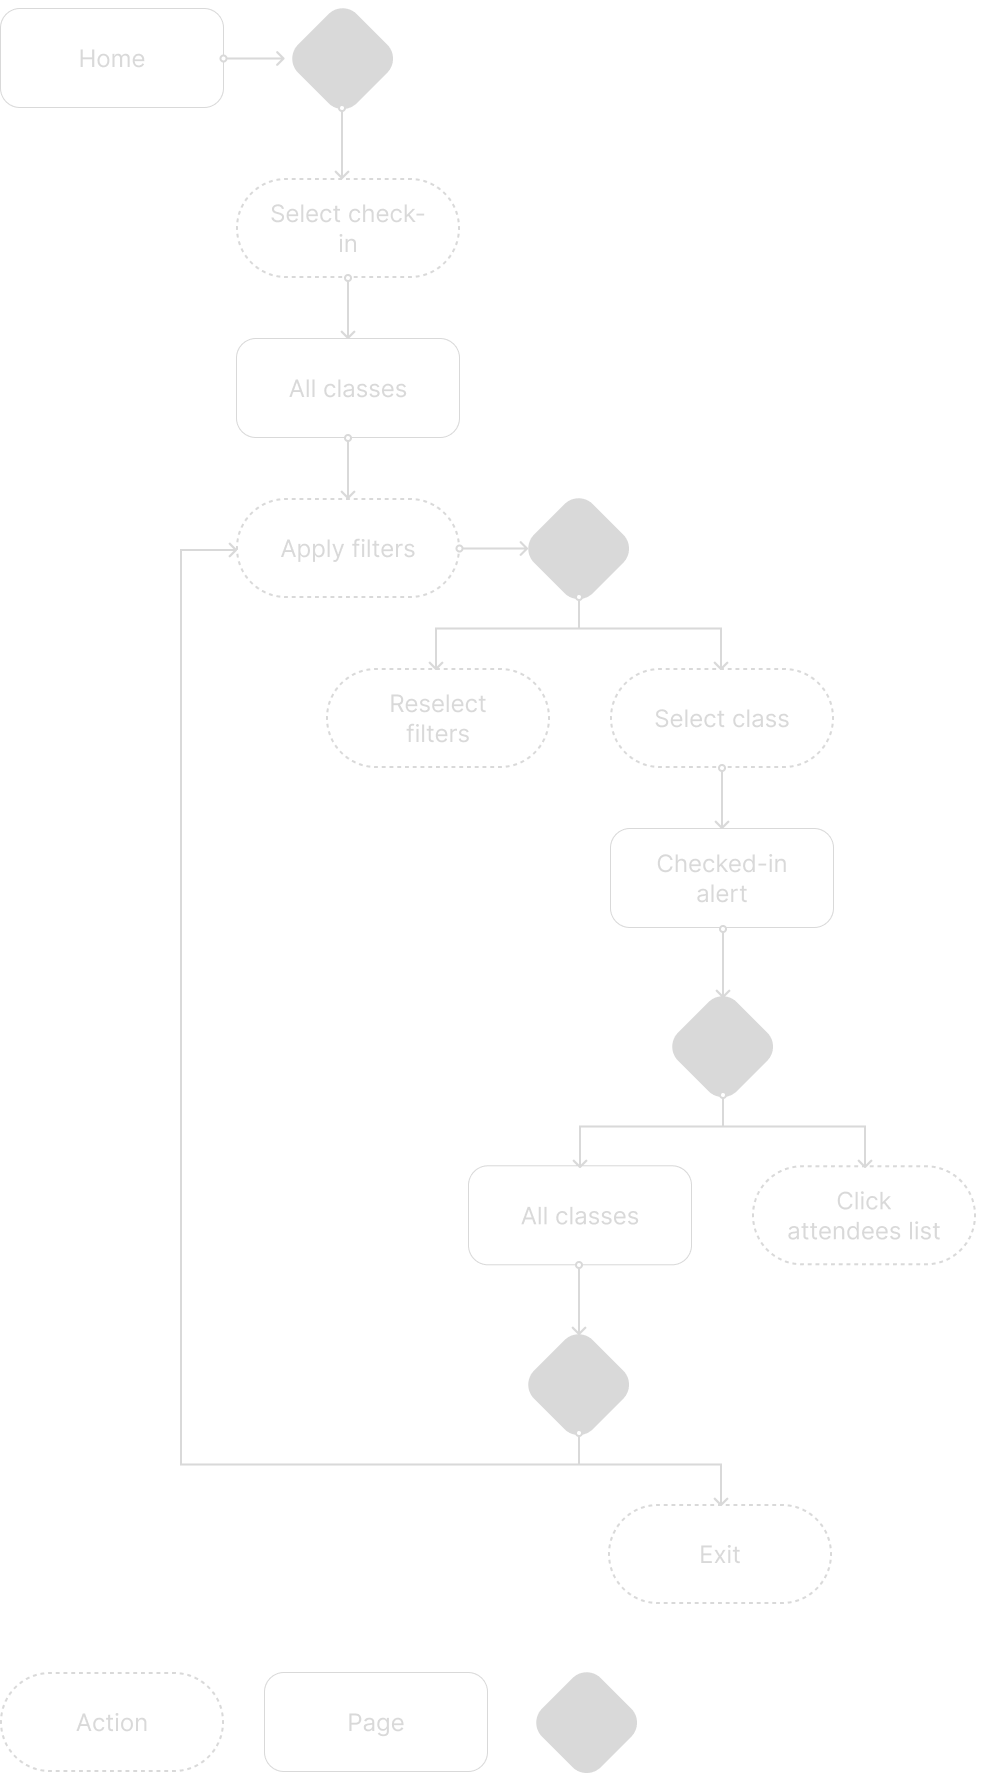 Home
Select check-
in
All classes
Apply filters
Reselect
filters
Select class
Checked-in
alert
All classes
Click
attendees list
Exit
Action
Page